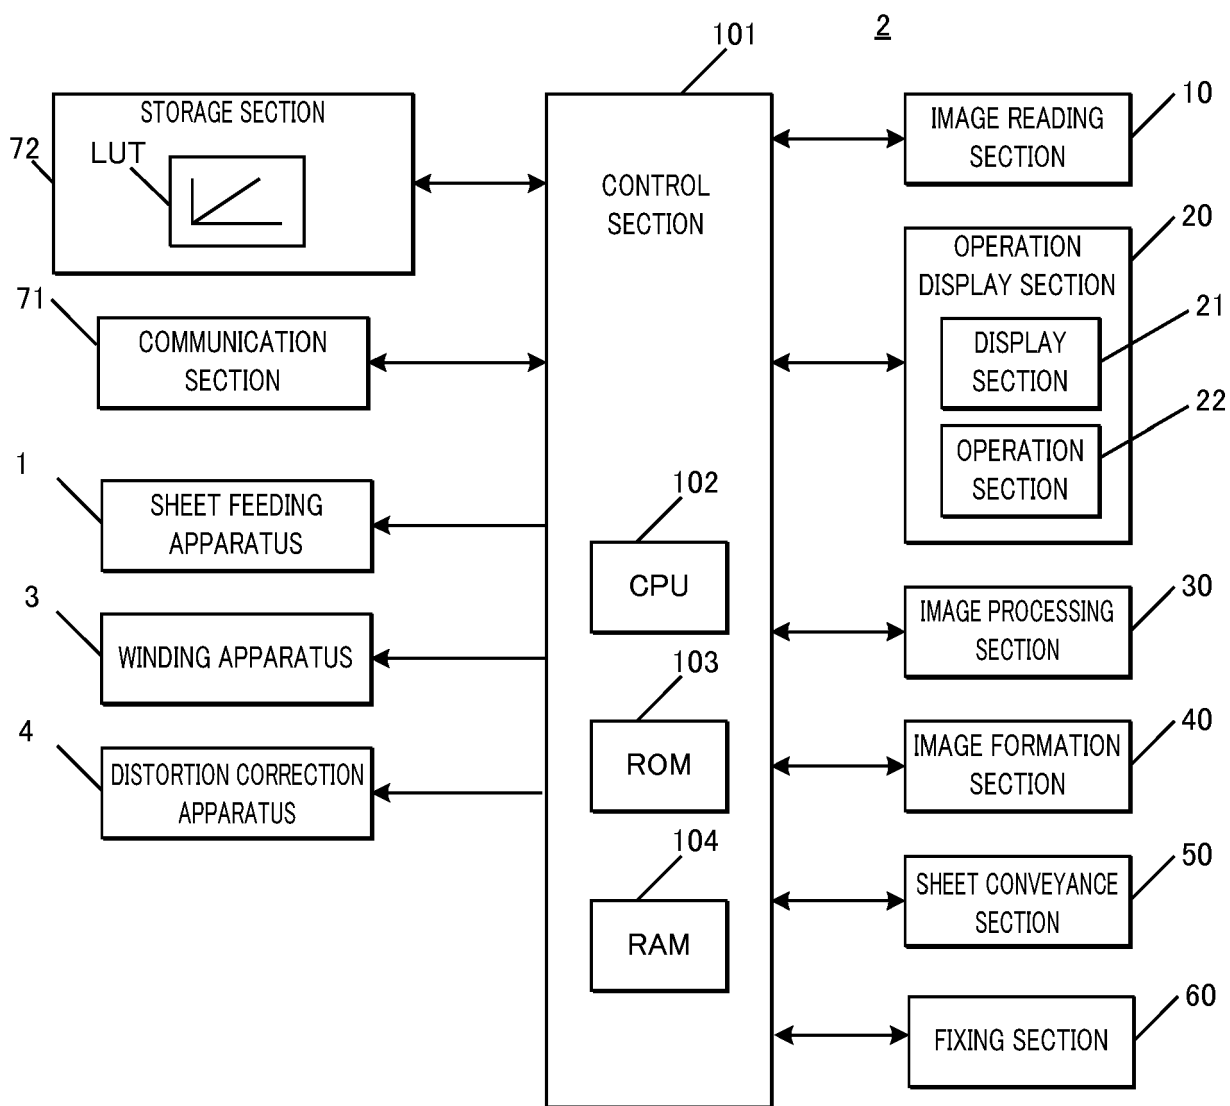 2
101
STORAGE SECTION
72
LUT
71
COMMUNICATION
SECTION
1
SHEET FEEDING
APPARATUS
3
WINDING APPARATUS
4
DISTORTION CORRECTION
APPARATUS
CONTROL
SECTION
102
CPU
103
ROM
104
RAM
10
IMAGE READING
SECTION
20
OPERATION
DISPLAY SECTION
21
DISPLAY
SECTION
22
OPERATION
SECTION
30
IMAGE PROCESSING
SECTION
40
IMAGE FORMATION
SECTION
50
SHEET CONVEYANCE
SECTION
60
FIXING SECTION